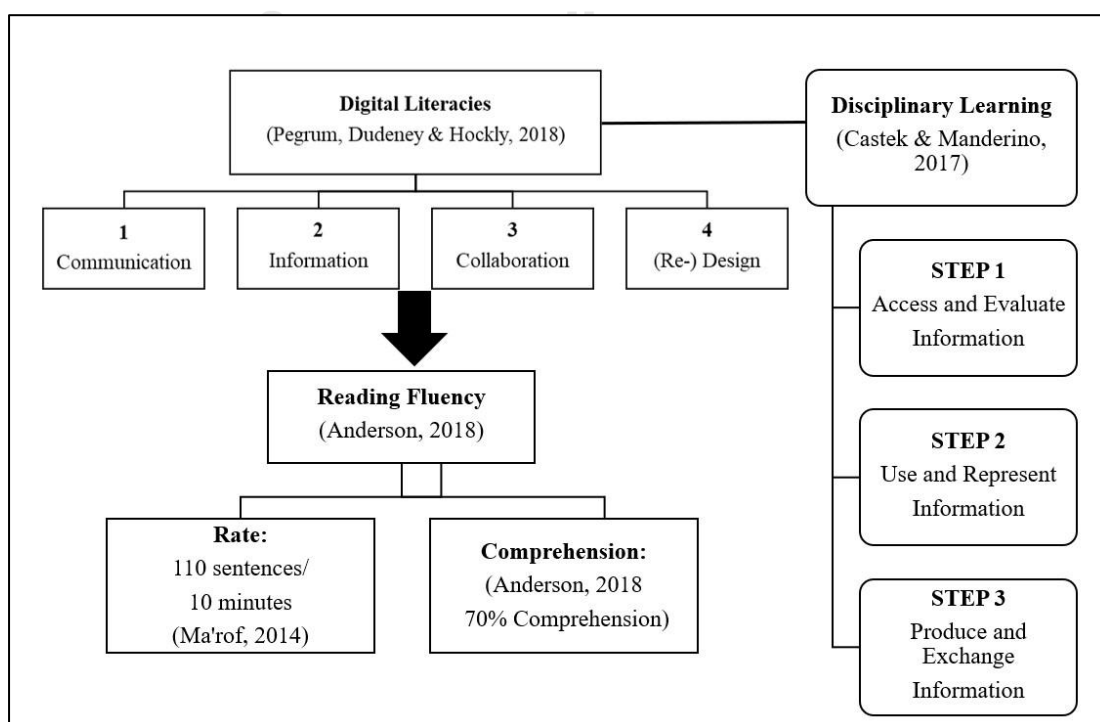 Digital Literacies
(Pegrum, Dudeney & Hockly, 2018)
1
Communication
2
Information
3
Collaboration
4
(Re-) Design
Reading Fluency
(Anderson, 2018)
Rate:
110 sentences/
10 minutes
(Ma'rof, 2014)
Comprehension:
(Anderson, 2018
70% Comprehension)
Disciplinary Learning
(Castek & Manderino,
2017)
STEP 1
Access and Evaluate
Information
STEP 2
Use and Represent
Information
STEP 3
Produce and
Exchange
Information